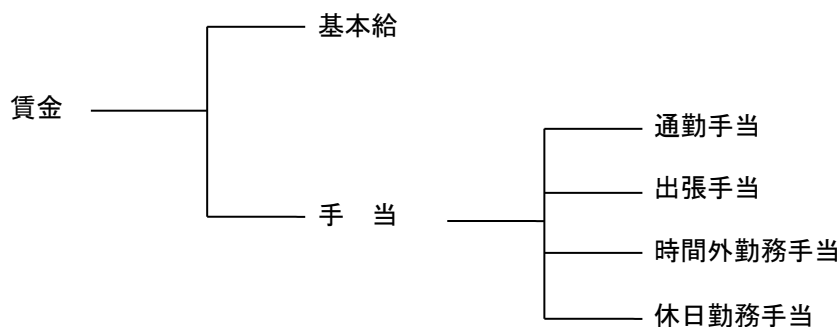 基本給
賃金
通勤手当
出張手当
手　当
時間外勤務手当
休日勤務手当